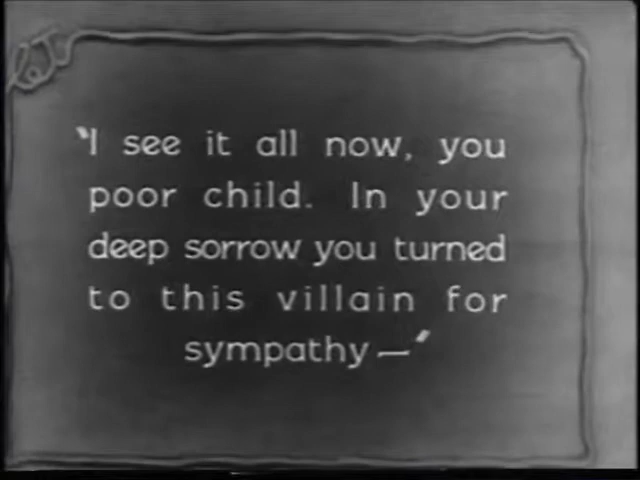 "I see it all now, you
poor child. In your
deep sorrow you turned
to this villain for
sympathy—"